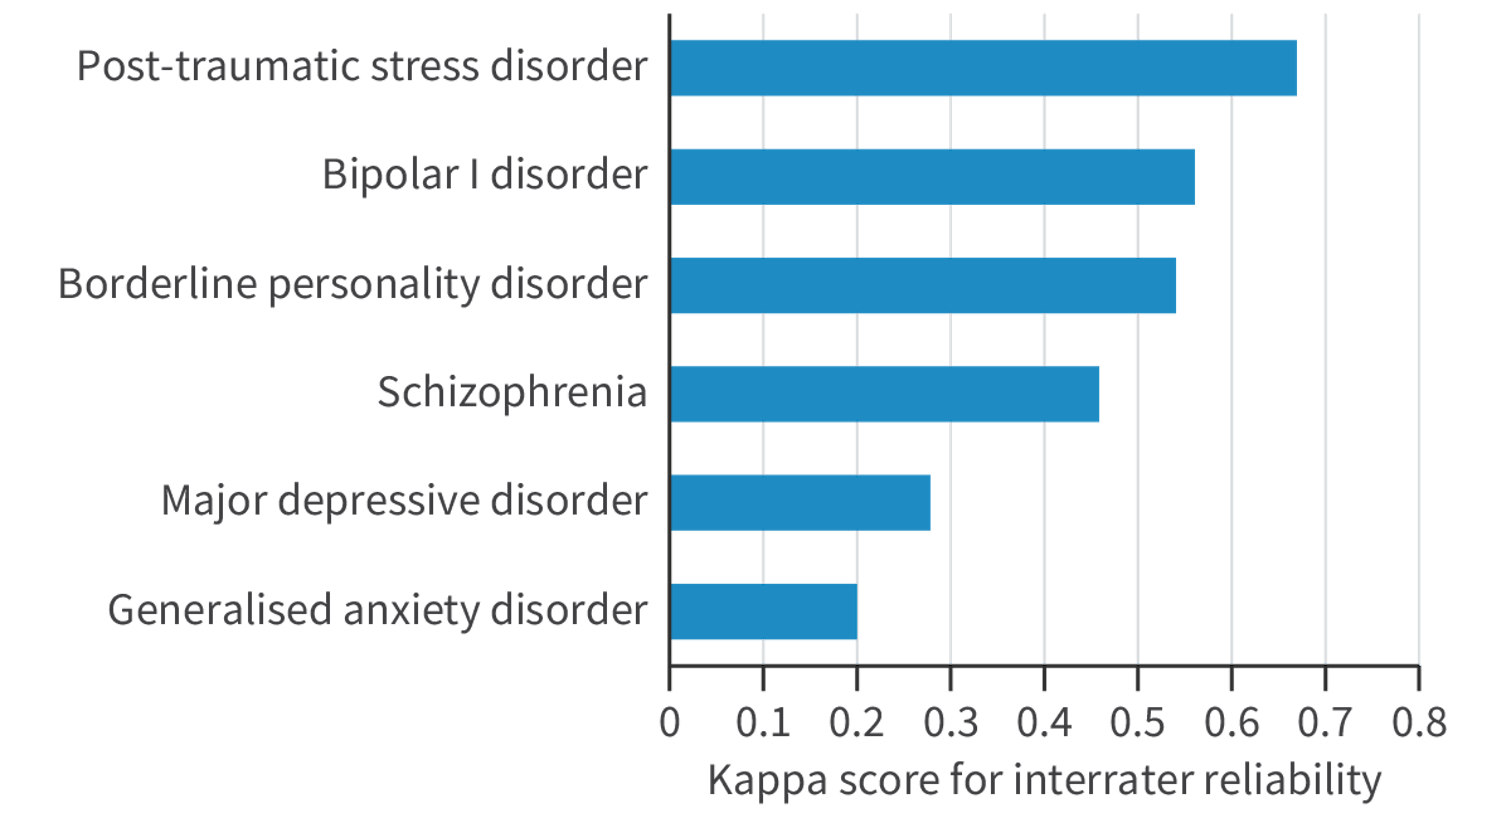 Post-traumatic stress disorder
Bipolar I disorder
Borderline personality disorder
Schizophrenia
Major depressive disorder
Generalised anxiety disorder
0 0.1 0.2 0.3 0.4 0.5 0.6 0.7 0.8
Kappa score for interrater reliability